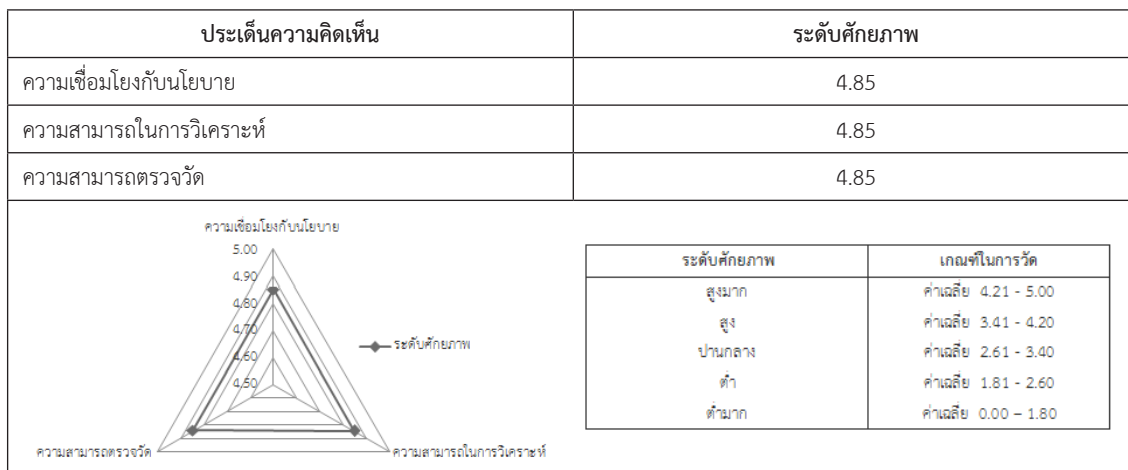 ประเด็นความคิดเห็น ระดับศักยภาพ
ความเชื่อมโยงกับนโยบาย 4.85
ความสามารถในการวิเคราะห์ 4.85
ความสามารถตรวจวัด 4.85
ความเชื่อมโยงกับนโยบาย
5.00
4.90
4.80
4.70
4.60
4.50
ระดับศักยภาพ
ความสามารถตรวจวัด
ความสามารถในการวิเคราะห์
ระดับศักยภาพ เกณฑ์ในการวัด
สูงมาก ค่าเฉลี่ย 4.21 - 5.00
สูง ค่าเฉลี่ย 3.41 - 4.20
ปานกลาง ค่าเฉลี่ย 2.61 - 3.40
ต่ำ ค่าเฉลี่ย 1.81 - 2.60
ต่ำมาก ค่าเฉลี่ย 0.00 – 1.80